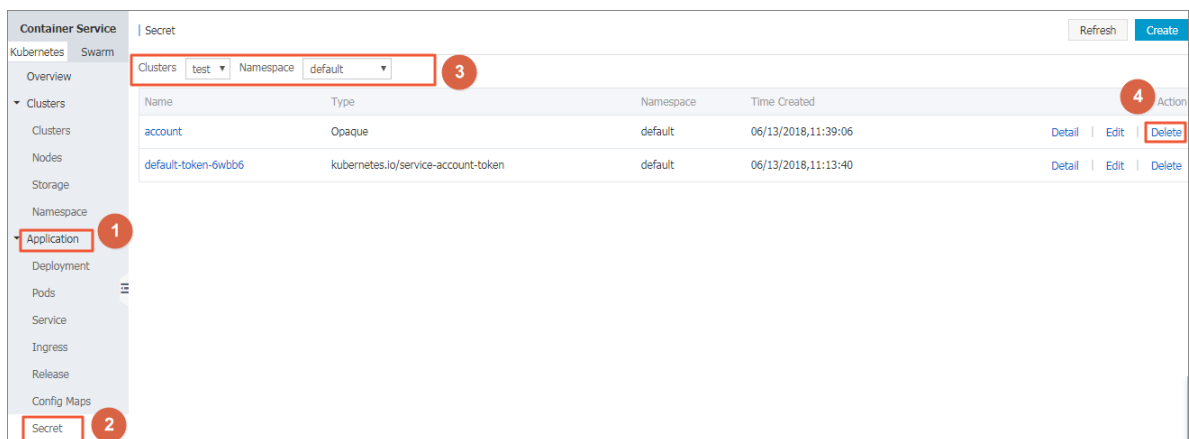 Container Service
Kubernetes Swarm
Overview
Clusters
Clusters
Nodes
Storage
Namespace
Application
1
Deployment
Pods
Service
Ingress
Release
Config Maps
Secret
2
Secret
Refresh Create
Clusters test Namespace default
3
4
Name Type Namespace Time Created Action
account Opaque default 06/13/2018,11:39:06 Detail | Edit | Delete
default-token-6wbb6 kubernetes.io/service-account-token default 06/13/2018,11:13:40 Detail | Edit | Delete